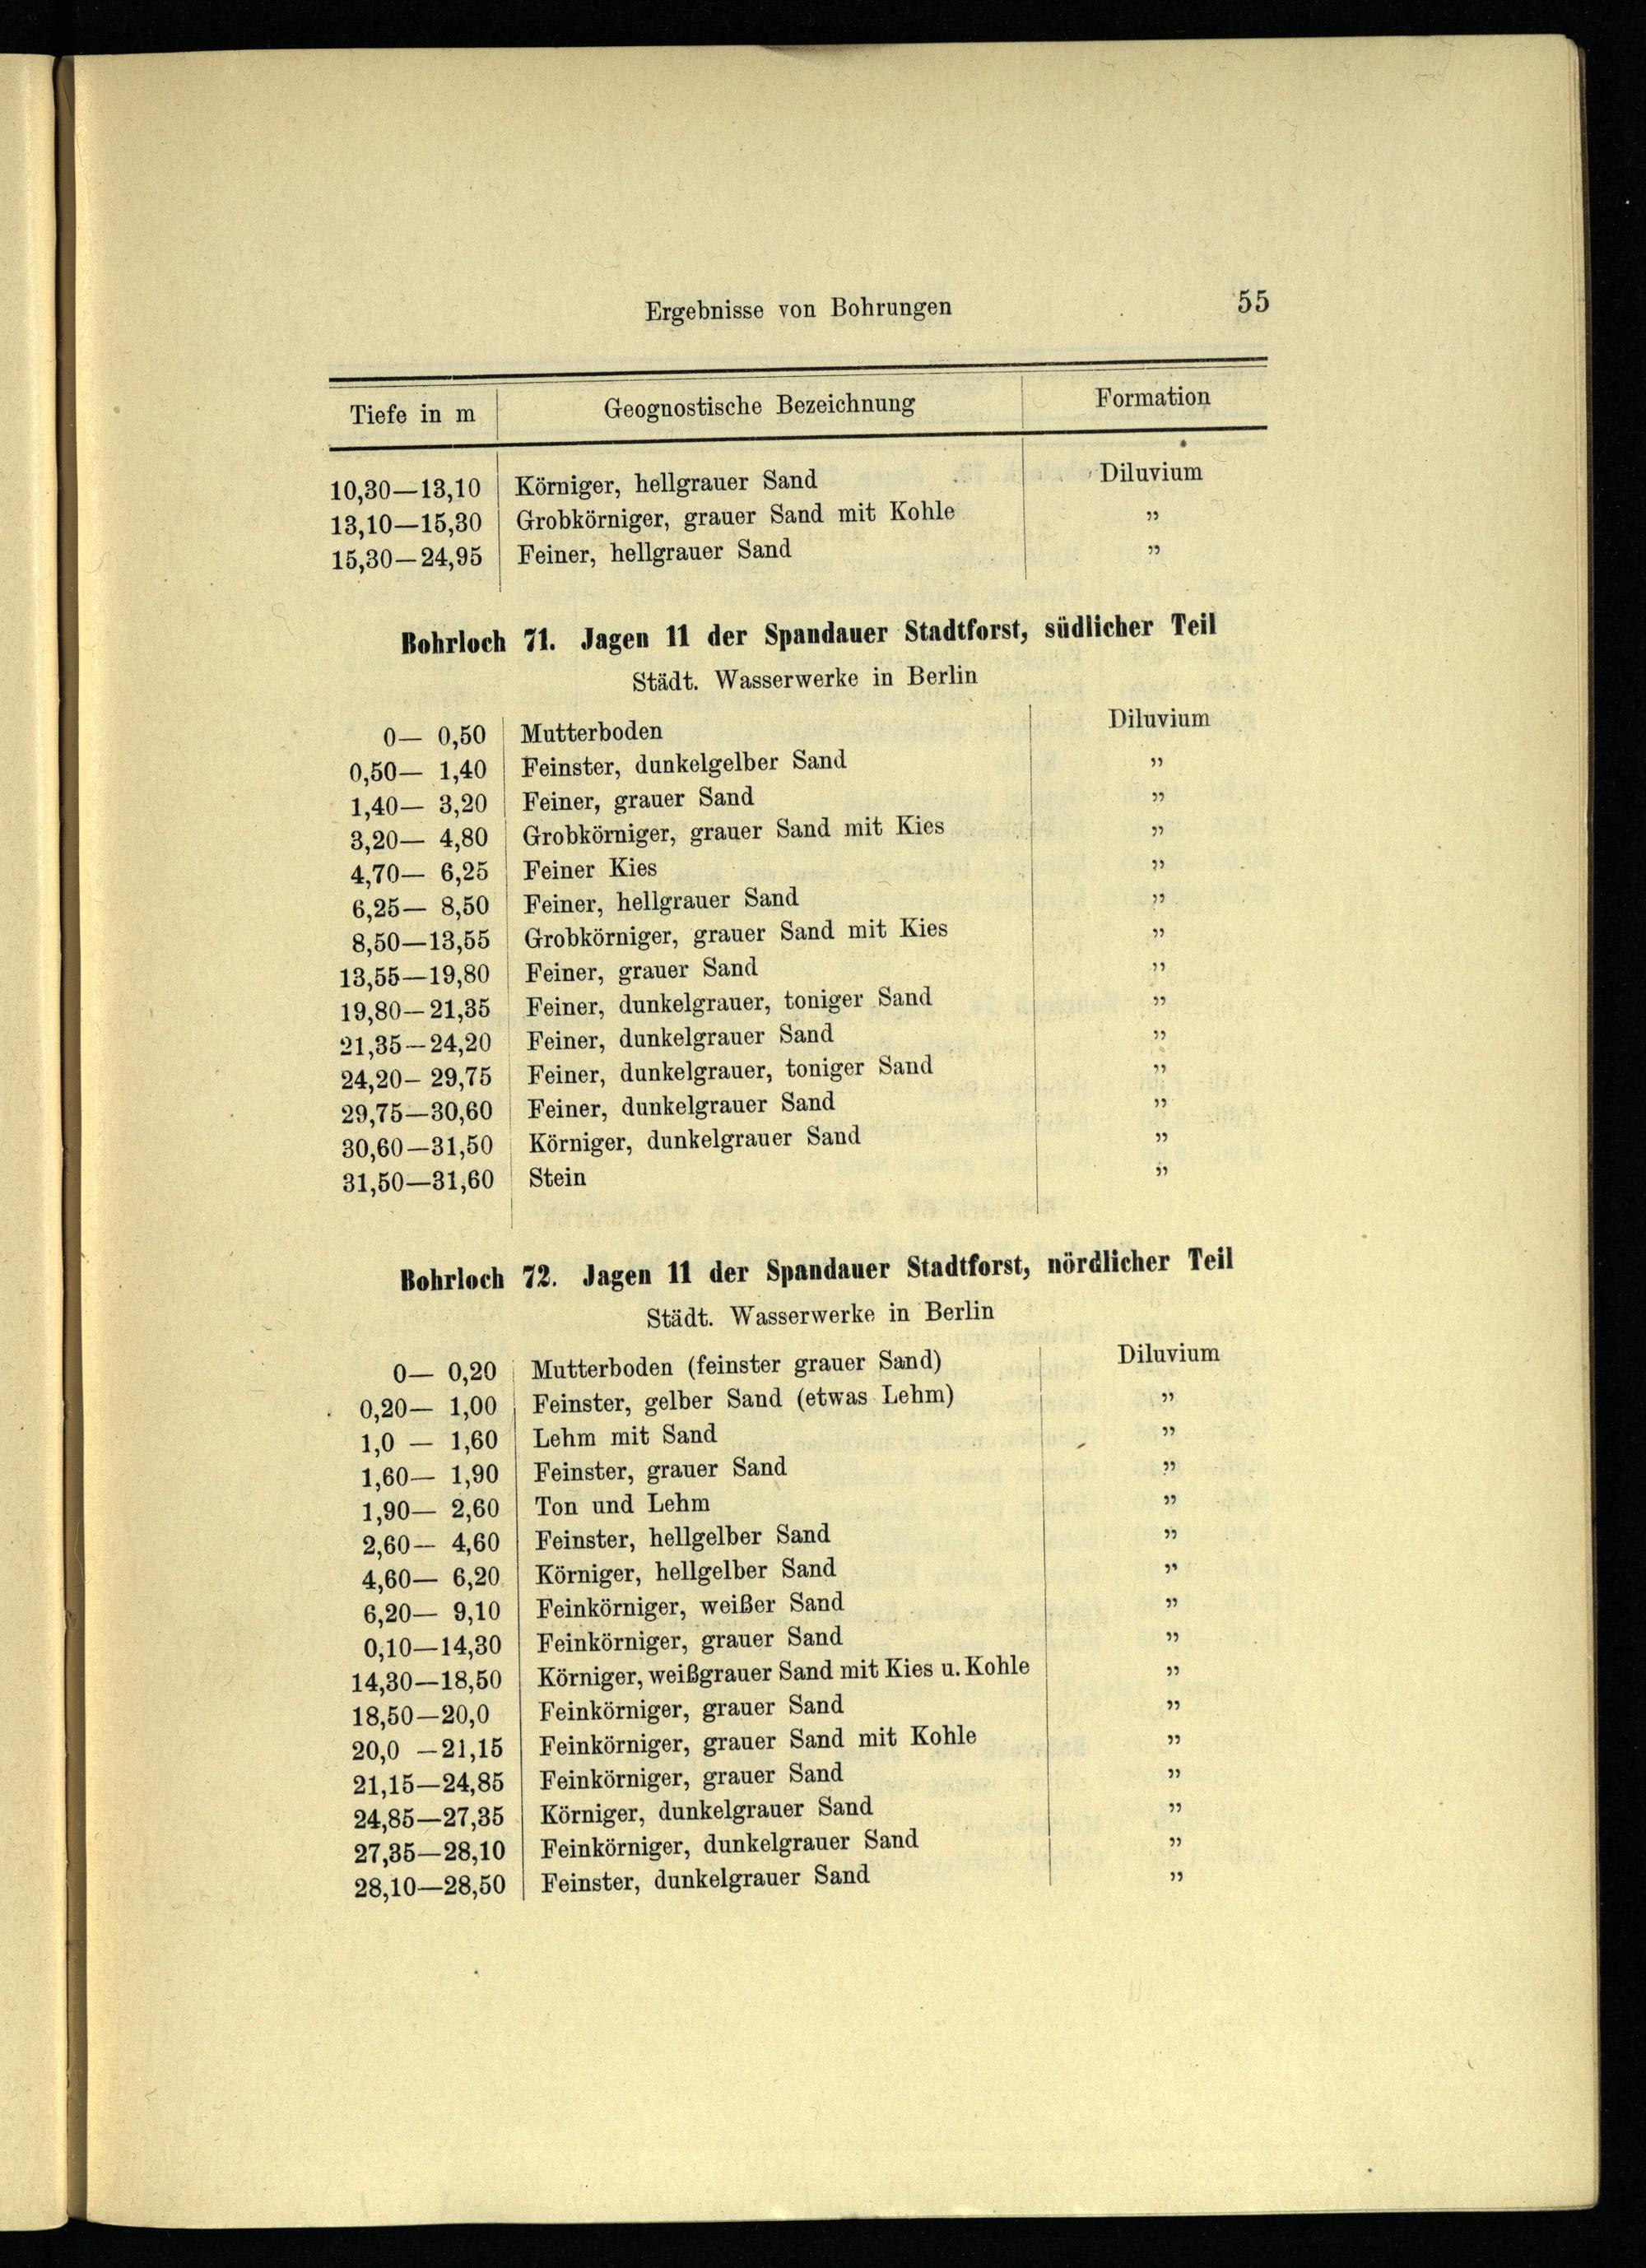 Ergebnisse von Bohrungen 55
Tiefe in m Geognostische Bezeichnung Formation
10,30—13,10 Körniger, hellgrauer Sand Diluvium
13,10—15,30 Grobkörniger, grauer Sand mit Kohle „
15,30—24,95 Feiner, hellgrauer Sand „
Bohrloch 71. Jagen 11 der Spandauer Stadtforst, südlicher Teil
Städt. Wasserwerke in Berlin
0— 0,50 Mutterboden Diluvium
0,50— 1,40 Feinster, dunkelgelber Sand „
1,40— 3,20 Feiner, grauer Sand „
3,20— 4,80 Grobkörniger, grauer Sand mit Kies „
4,70— 6,25 Feiner Kies „
6,25— 8,50 Feiner, hellgrauer Sand „
8,50—13,55 Grobkörniger, grauer Sand mit Kies „
13,55—19,80 Feiner, grauer Sand „
19,80—21,35 Feiner, dunkelgrauer, toniger Sand „
21,35—24,20 Feiner, dunkelgrauer Sand „
24,20—29,75 Feiner, dunkelgrauer, toniger Sand „
29,75—30,60 Feiner, dunkelgrauer Sand „
30,60—31,50 Körniger, dunkelgrauer Sand „
31,50—31,60 Stein „
Bohrloch 72. Jagen 11 der Spandauer Stadtforst, nördlicher Teil
Städt. Wasserwerke in Berlin
0— 0,20 Mutterboden (feinster grauer Sand) Diluvium
0,20— 1,00 Feinster, gelber Sand (etwas Lehm) „
1,0 — 1,60 Lehm mit Sand „
1,60— 1,90 Feinster, grauer Sand „
1,90— 2,60 Ton und Lehm „
2,60— 4,60 Feinster, hellgelber Sand „
4,60— 6,20 Körniger, hellgelber Sand „
6,20— 9,10 Feinkörniger, weißer Sand „
0,10—14,30 Feinkörniger, grauer Sand „
14,30—18,50 Körniger, weißgrauer Sand mit Kies u. Kohle „
18,50—20,0 Feinkörniger, grauer Sand „
20,0 —21,15 Feinkörniger, grauer Sand mit Kohle „
21,15—24,85 Feinkörniger, grauer Sand „
24,85—27,35 Körniger, dunkelgrauer Sand „
27,35—28,10 Feinkörniger, dunkelgrauer Sand „
28,10—28,50 Feinster, dunkelgrauer Sand „